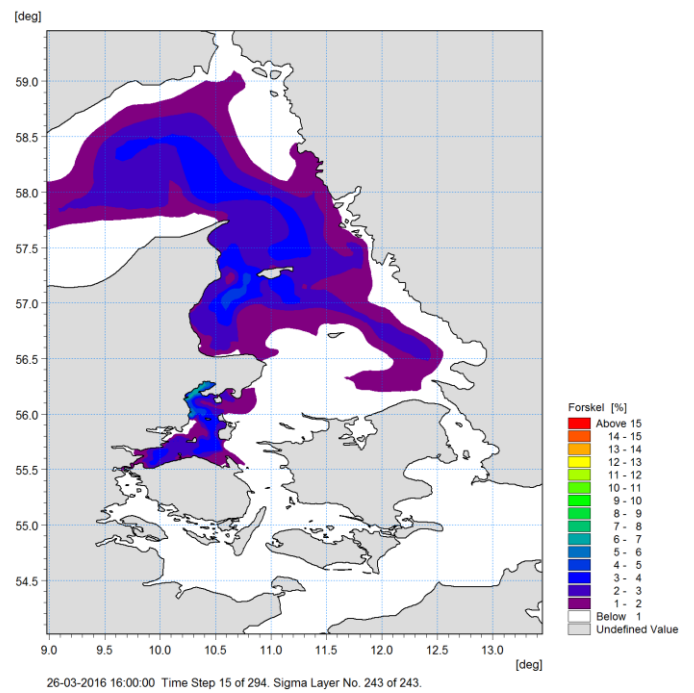 [deg]
59.0
58.5
58.0
57.5
57.0
56.5
56.0
55.5
55.0
54.5
9.0 9.5 10.0 10.5 11.0 11.5 12.0 12.5 13.0
[deg]
Forskel [%]
Above 15
14 - 15
13 - 14
12 - 13
11 - 12
10 - 11
9 - 10
8 - 9
7 - 8
6 - 7
5 - 6
4 - 5
3 - 4
2 - 3
1 - 2
Below 1
Undefined Value
26-03-2016 16:00:00 Time Step 15 of 294. Sigma Layer No. 243 of 243.